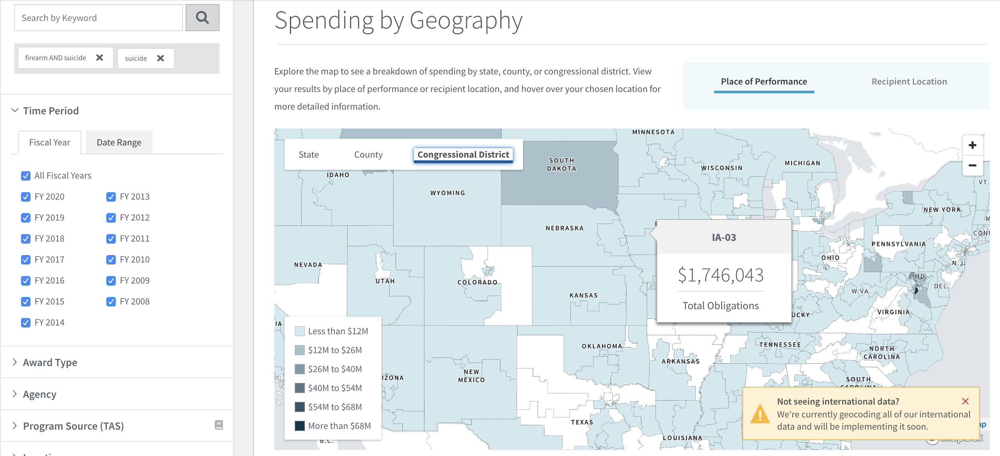 Search by Keyword
firearm AND suicide
suicide
Time Period
Fiscal Year
Date Range
All Fiscal Years
FY 2020
FY 2013
FY 2019
FY 2012
FY 2018
FY 2011
FY 2017
FY 2010
FY 2016
FY 2009
FY 2015
FY 2008
FY 2014
Award Type
Agency
Program Source (TAS)
Spending by Geography
Explore the map to see a breakdown of spending by state, county, or congressional district. View
your results by place of performance or recipient location, and hover over your chosen location for
more detailed information.
Place of Performance
Recipient Location
State
County
Congressional District
+
−
MINNESOTA
SOUTH
DAKOTA
WISCONSIN
MICHIGAN
IDAHO
WYOMING
VT.
NEW YORK
NEBRASKA
PENNSYLVANIA
OHIO
N.J.
NEVADA
UTAH
COLORADO
KANSAS
MD.
DEL.
W.VA.
VIRGINIA
UCKY
IA
OKLAHOMA
TENNESSEE
NORTH
CAROLINA
ARKANSAS
NEW
MEXICO
IZONA
SOUTH
CAROLINA
TEXAS
LOUISIANA
B.C.
CON
M
IA-03
$1,746,043
Total Obligations
Less than $12M
$12M to $26M
$26M to $40M
$40M to $54M
$54M to $68M
More than $68M
Not seeing international data?
We're currently geocoding all of our international
data and will be implementing it soon.
ap
mapbox